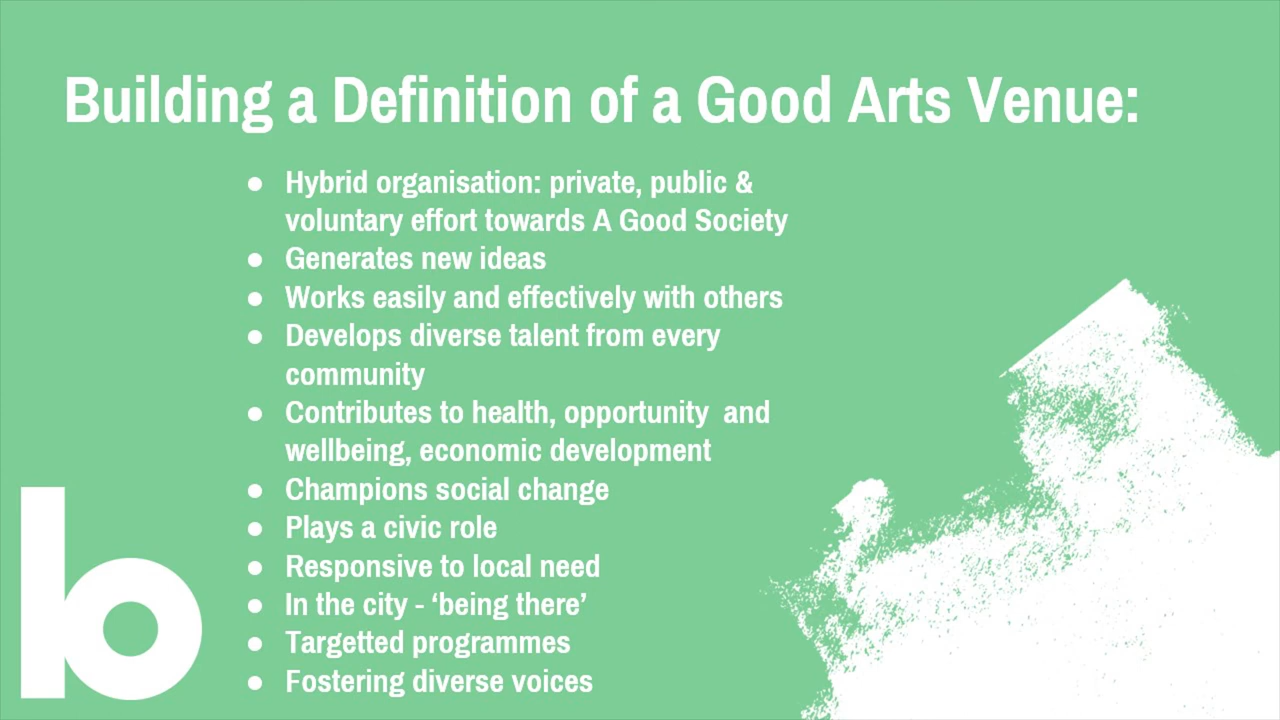 Building a Definition of a Good Arts Venue:
● Hybrid organisation: private, public &
voluntary effort towards A Good Society
● Generates new ideas
● Works easily and effectively with others
● Develops diverse talent from every
community
● Contributes to health, opportunity  and
wellbeing, economic development
● Champions social change
● Plays a civic role
● Responsive to local need
● In the city - ‘being there’
● Targetted programmes
● Fostering diverse voices
b